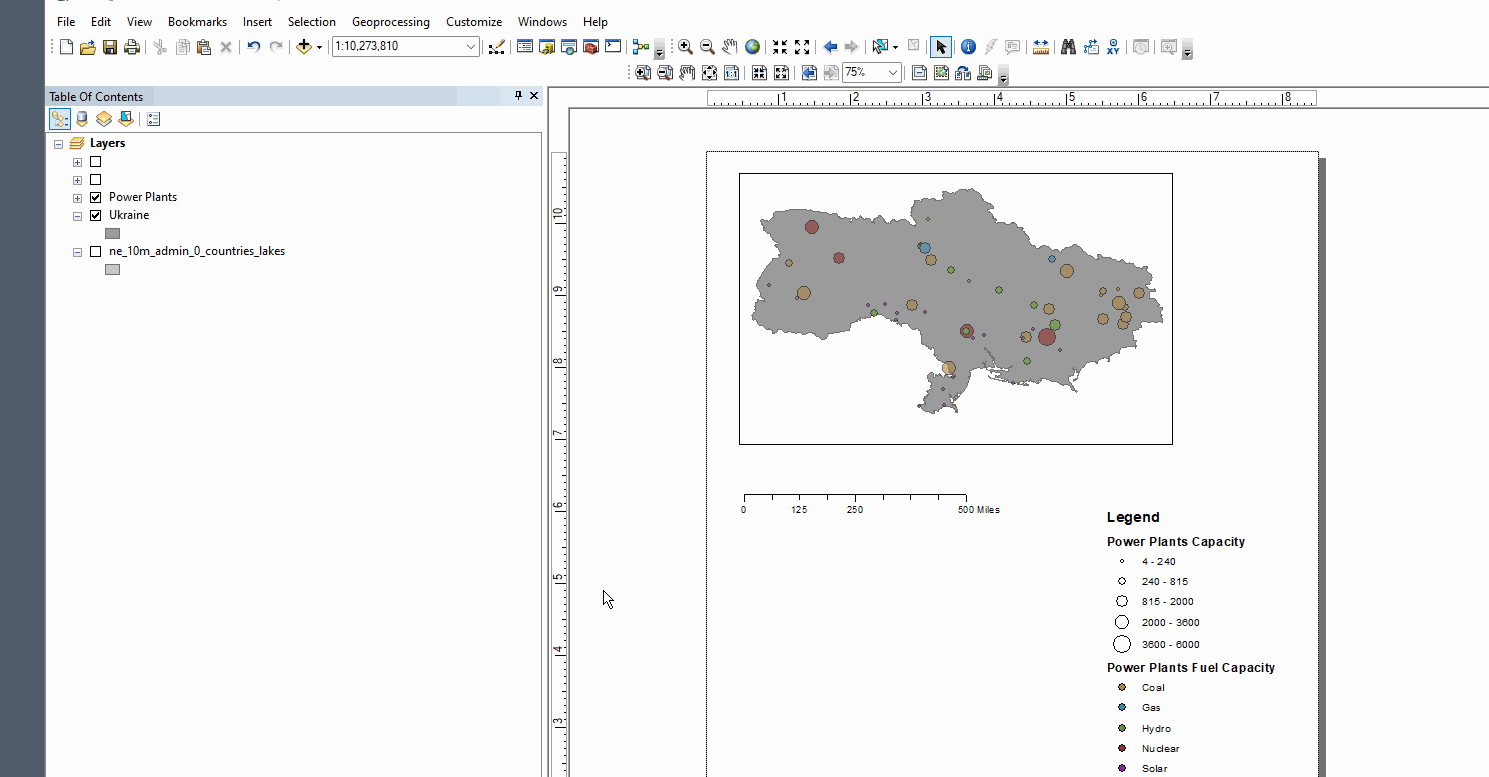 File Edit View Bookmarks Insert Selection Geoprocessing Customize Windows Help
1:10,273,810
75%
Table Of Contents
Layers
Power Plants
Ukraine
ne_10m_admin_0_countries_lakes
1 2 3 4 5 6 7 8
10
9
8
7
6
5
4
3
0 125 250 500 Miles
Legend
Power Plants Capacity
4 - 240
240 - 815
815 - 2000
2000 - 3600
3600 - 6000
Power Plants Fuel Capacity
Coal
Gas
Hydro
Nuclear
Solar